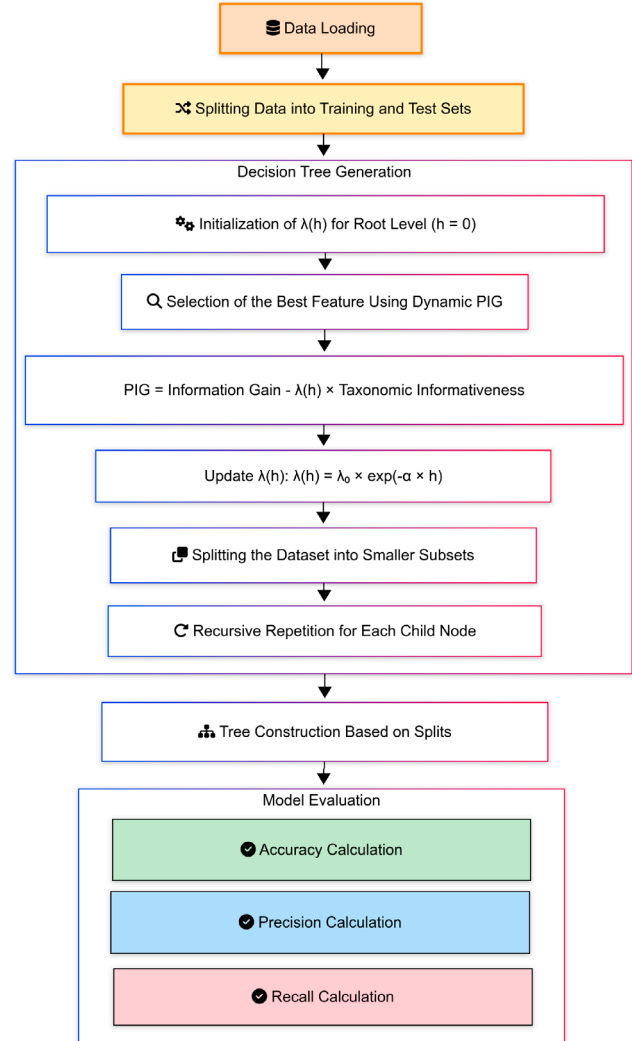 Data Loading
Splitting Data into Training and Test Sets
Decision Tree Generation
Initialization of λ(h) for Root Level (h = 0)
Selection of the Best Feature Using Dynamic PIG
PIG = Information Gain - λ(h) × Taxonomic Informativeness
Update λ(h): λ(h) = λ₀ × exp(-α × h)
Splitting the Dataset into Smaller Subsets
Recursive Repetition for Each Child Node
Tree Construction Based on Splits
Model Evaluation
Accuracy Calculation
Precision Calculation
Recall Calculation